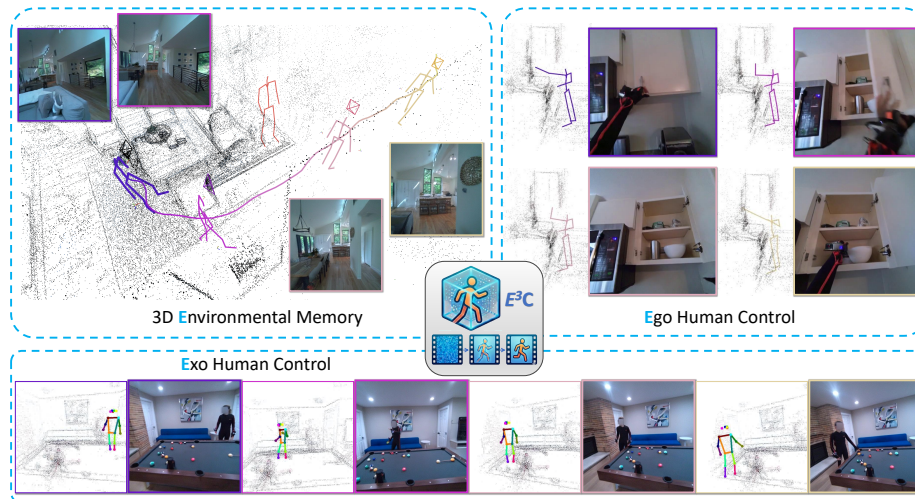 3D Environmental Memory
E³C
Ego Human Control
Exo Human Control